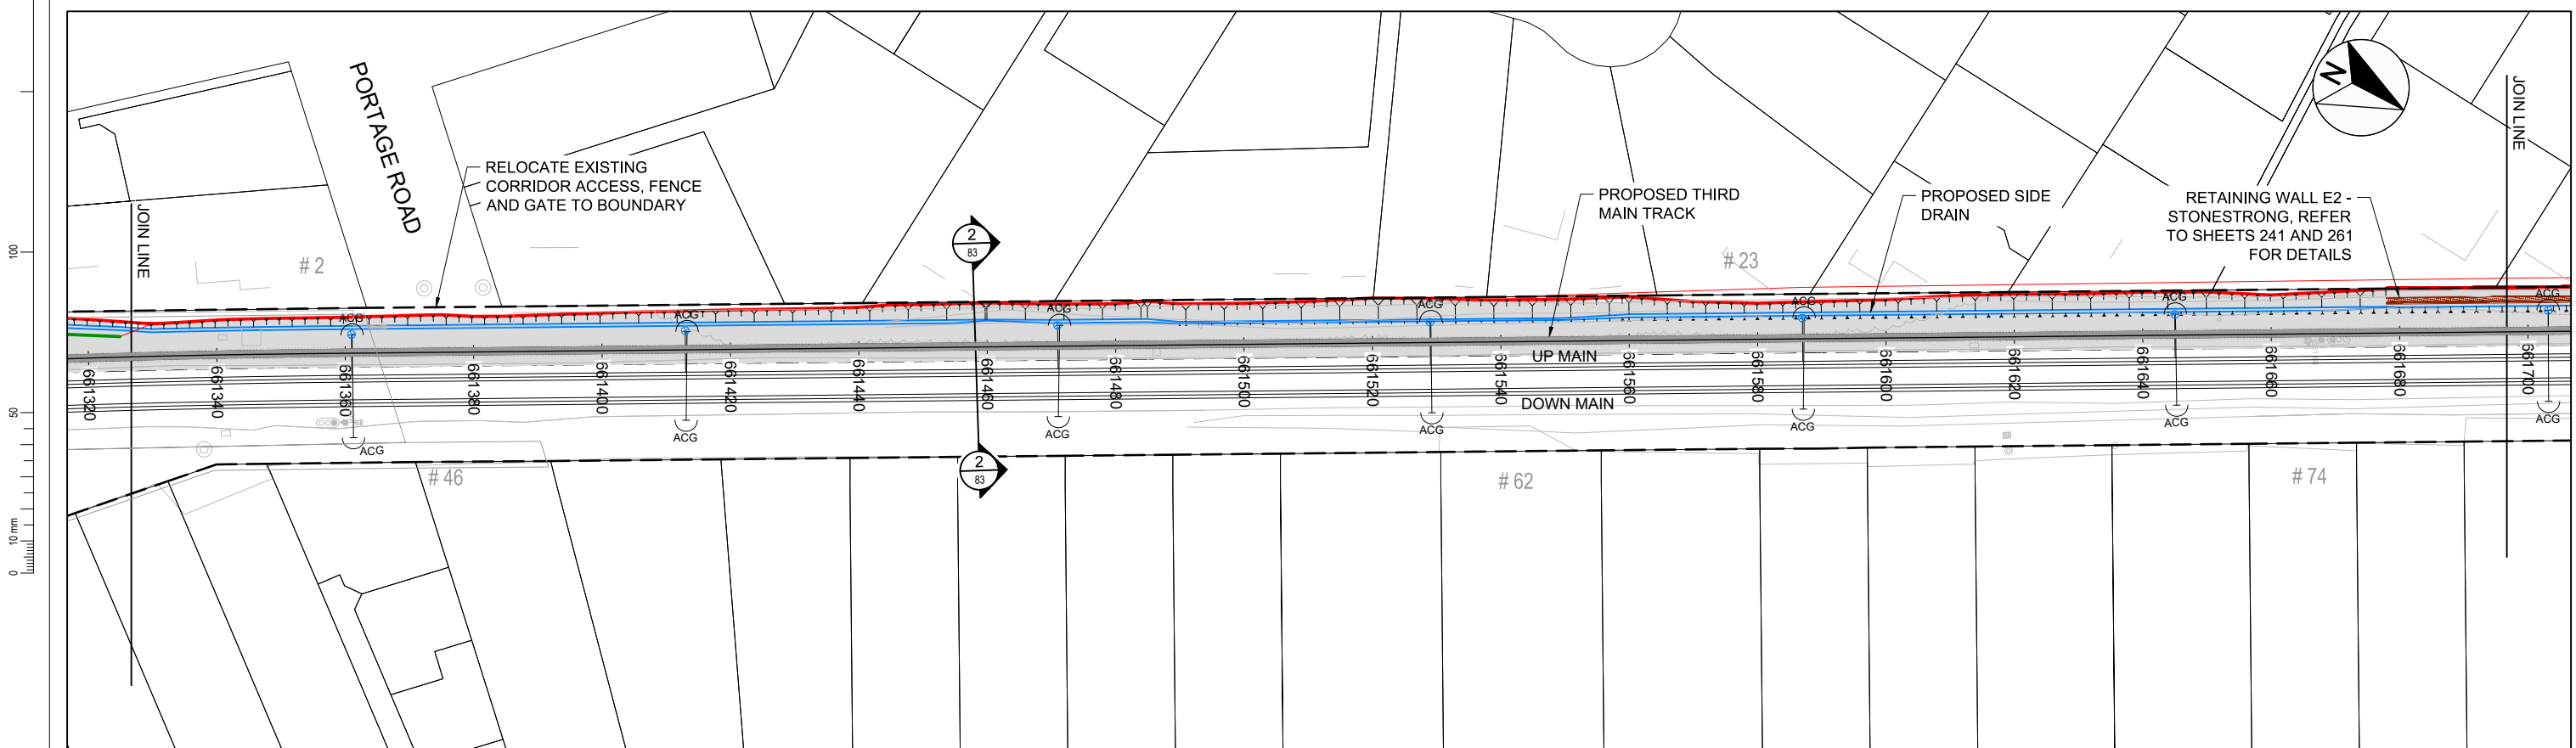 PORTAGE ROAD
RELOCATE EXISTING
CORRIDOR ACCESS, FENCE
AND GATE TO BOUNDARY
JOIN LINE
# 2
2
83
PROPOSED THIRD
MAIN TRACK
# 23
PROPOSED SIDE
DRAIN
RETAINING WALL E2 -
STONESTRONG, REFER
TO SHEETS 241 AND 261
FOR DETAILS
N
JOIN LINE
ACG
ACG
ACG
ACG
ACG
ACG
ACG
UP MAIN
661320
661340
661360
661380
661400
661420
661440
661460
661480
661500
661520
661540
661560
661580
661600
661620
661640
661660
661680
661700
DOWN MAIN
ACG
ACG
ACG
ACG
ACG
ACG
ACG
# 46
2
83
# 62
# 74
100
50
10 mm
0